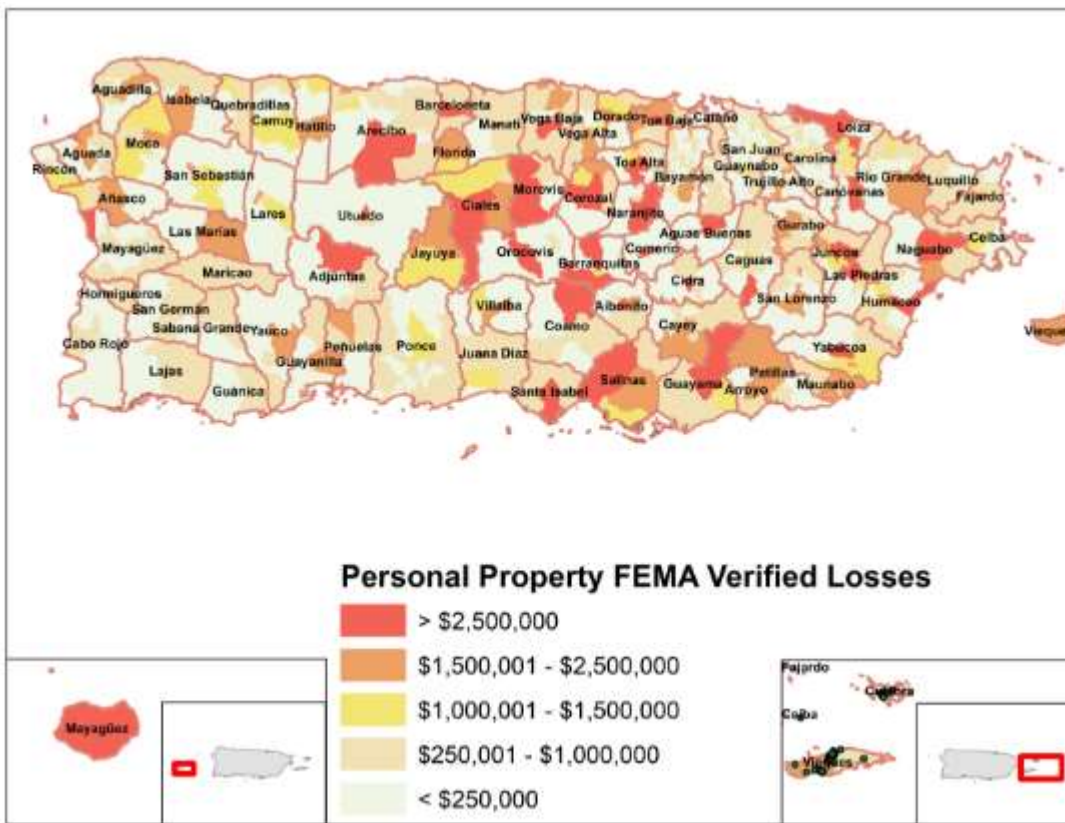 Aguadilla
Isabela
Quebradillas
Camuy
Hatillo
Arecibo
Barceloneta
Manatí
Vega Baja
Vega Alta
Dorado
Toa Baja
Cataño
San Juan
Guaynabo
Carolina
Loiza
Rio Grande
Luquillo
Fajardo
Rincón
Aguada
Moca
San Sebastián
Florida
Toa Alta
Bayamón
Trujillo Alto
Canóvanas
Añasco
Las Marías
Lares
Utuado
Ciales
Morovis
Corozal
Naranjito
Aguas Buenas
Gurabo
Juncos
Naguabo
Ceiba
Mayagüez
Maricao
Adjuntas
Jayuya
Orocovis
Barranquitas
Comerio
Cidra
Caguas
Las Piedras
Hormigueros
San Germán
Sabana Grande
Yauco
Villalba
Coamo
Aibonito
Cayey
San Lorenzo
Humacao
Cabo Rojo
Lajas
Guánica
Guayanilla
Peñuelas
Ponce
Juana Díaz
Santa Isabel
Salinas
Guayama
Arroyo
Patillas
Maunabo
Yabucoa
Personal Property FEMA Verified Losses
> $2,500,000
$1,500,001 - $2,500,000
$1,000,001 - $1,500,000
$250,001 - $1,000,000
< $250,000
Mayagüez
Fajardo
Ceiba